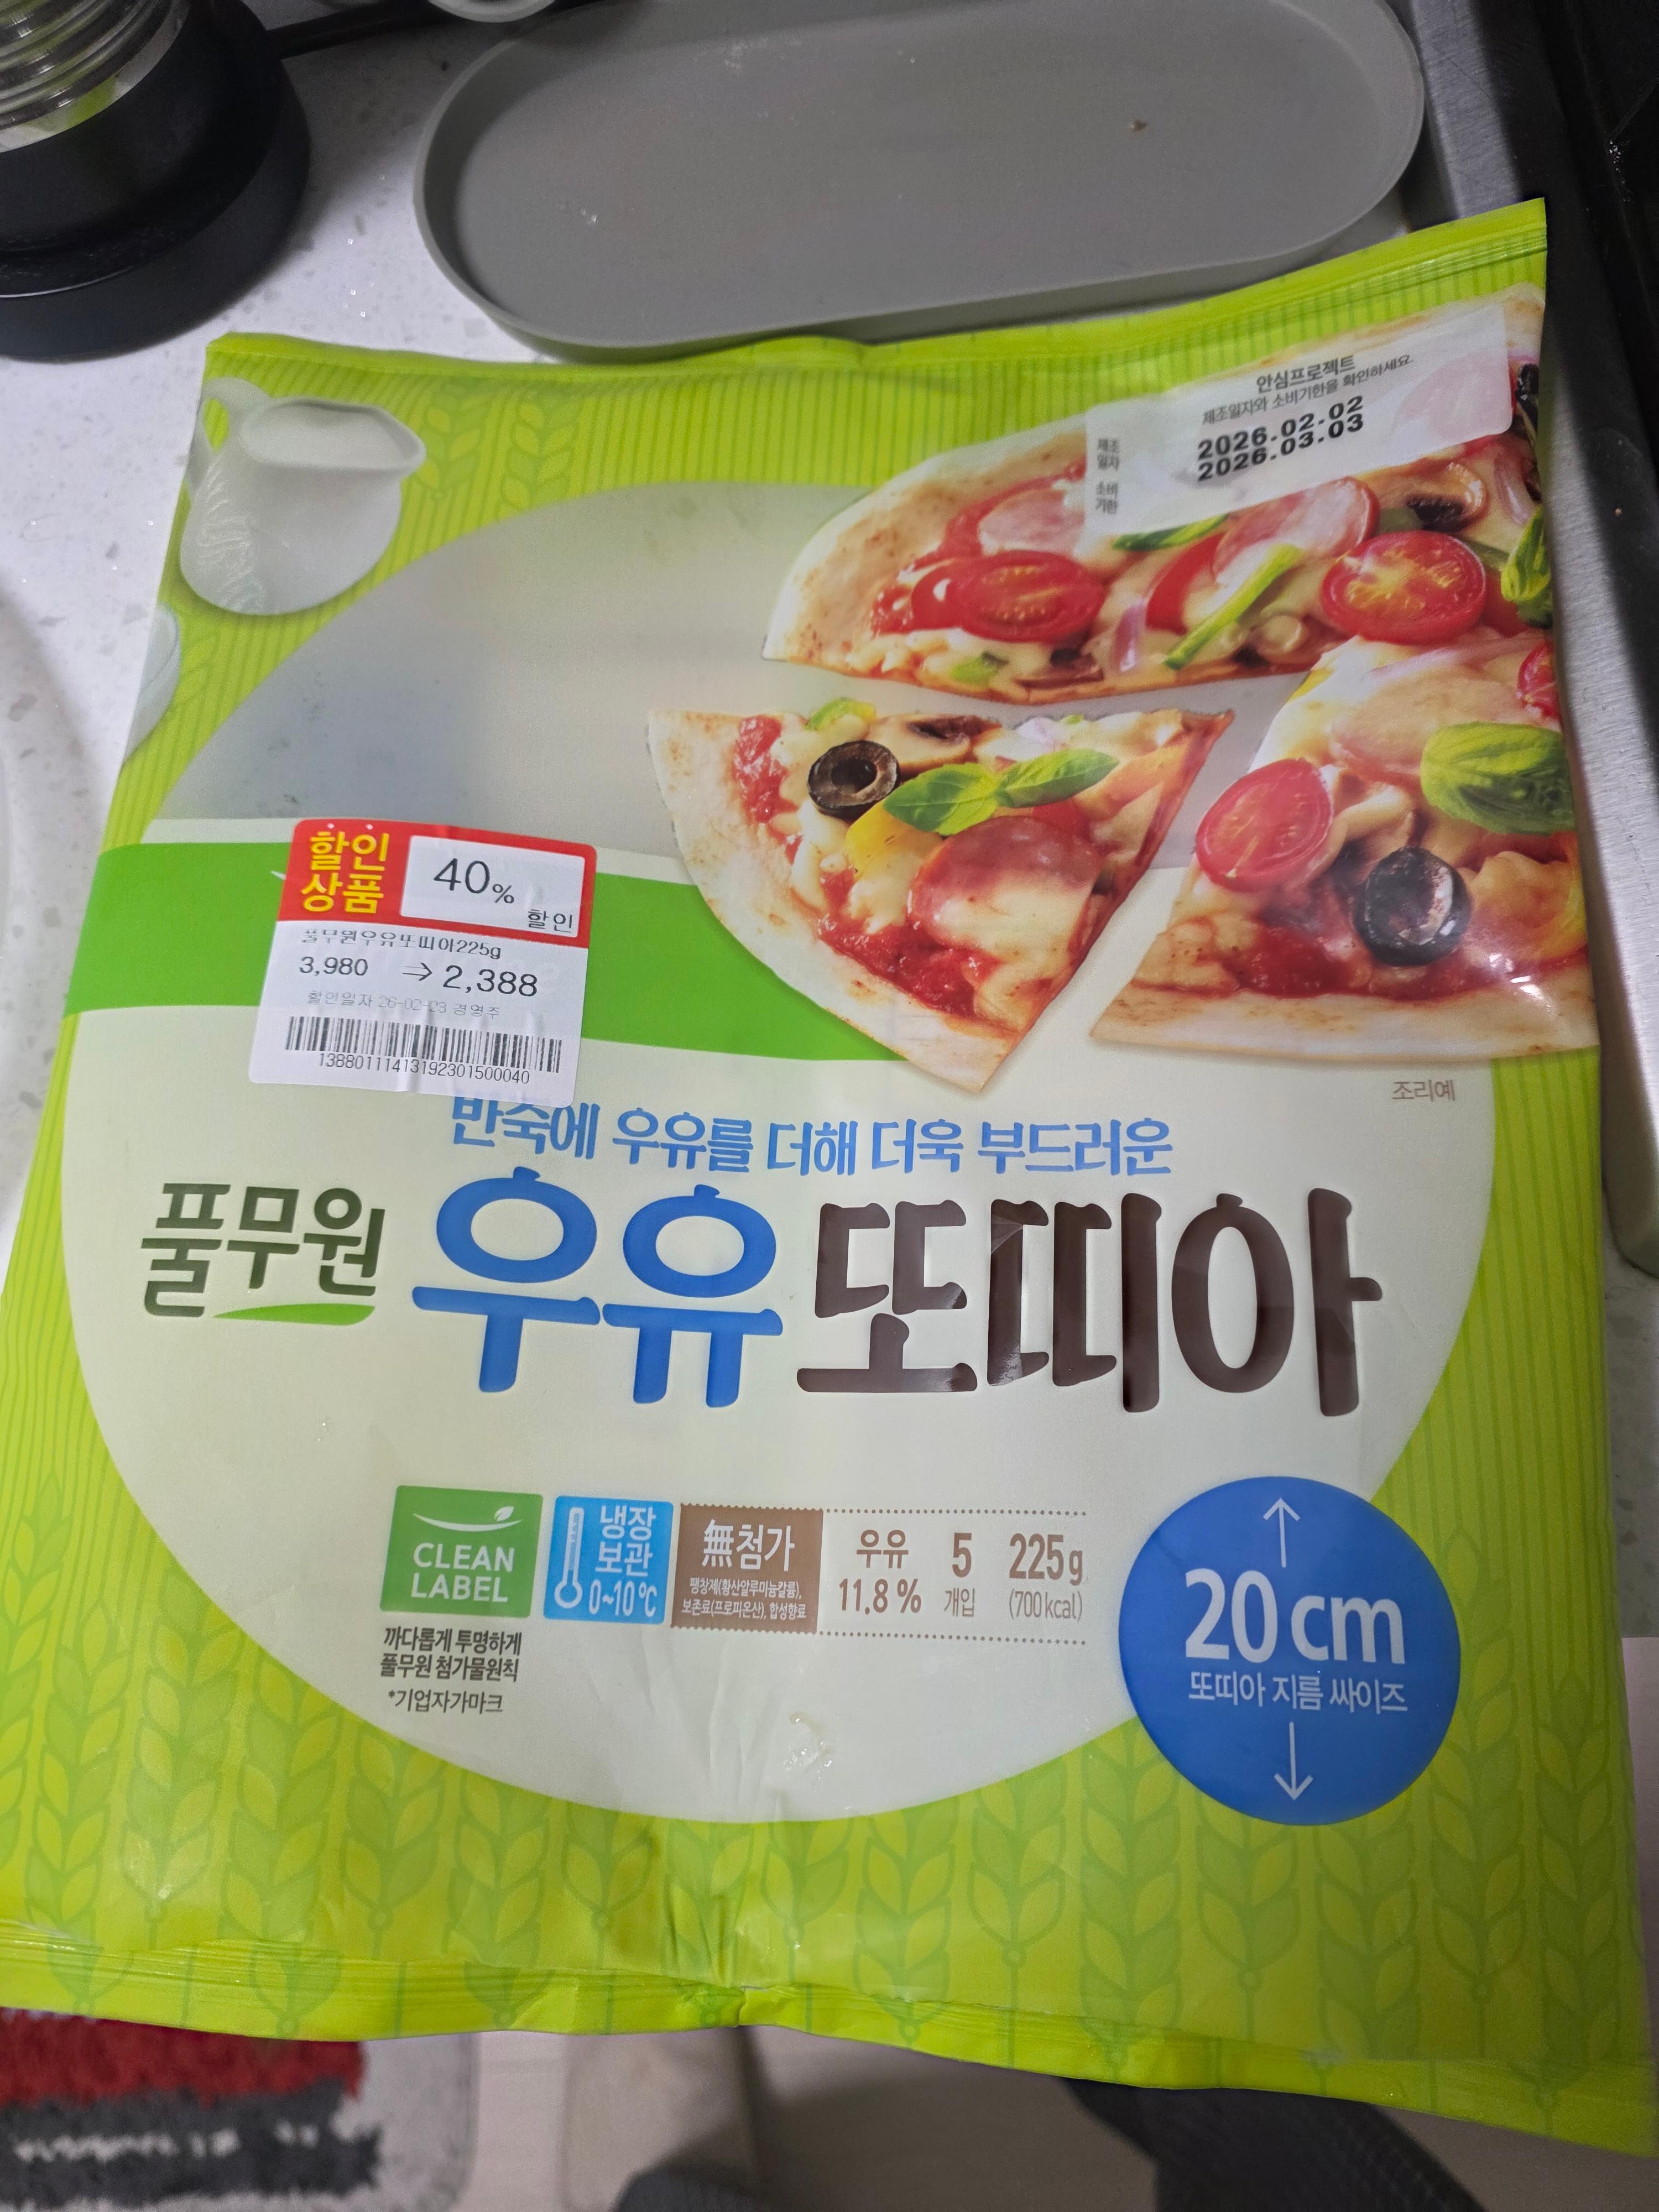 안심프로젝트
제조일자와 소비기한을 확인하세요.
제조
일자
2026.02.02
소비
기한
2026.03.03
할인
상품
40%
할인
풀무원우유또띠아225g
3,980 ⇒ 2,388
할인일자 26-02-23 경영주
1388011141319230150 0040
조리예
반죽에 우유를 더해 더욱 부드러운
풀무원
우유또띠아
CLEAN
LABEL
까다롭게 투명하게
풀무원 첨가물원칙
*기업자가마크
냉장
보관
0~10℃
無첨가
팽창제(황산알루미늄칼륨),
보존료(프로피온산), 합성향료
우유
11.8%
5
개입
225g
(700kcal)
20cm
또띠아 지름 싸이즈